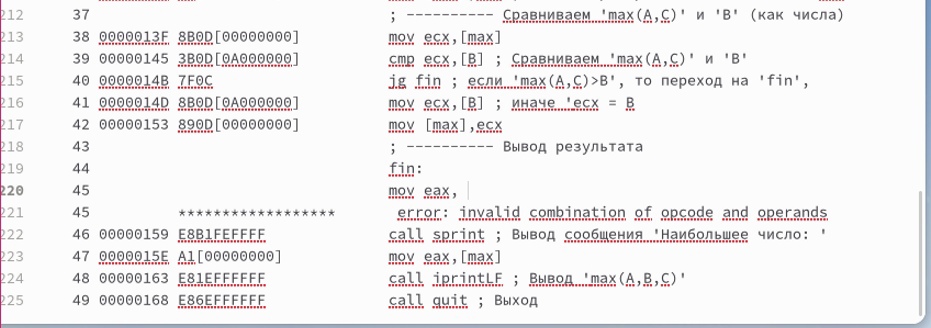 212 37 ; ---------- Сравниваем 'max(A,C)' и 'B' (как числа)
213 38 0000013F 8B0D[00000000] mov ecx,[max]
214 39 00000145 3B0D[0A000000] cmp ecx,[B] ; Сравниваем 'max(A,C)' и 'B'
215 40 0000014B 7F0C jg fin ; если 'max(A,C)>B', то переход на 'fin',
216 41 0000014D 8B0D[0A000000] mov ecx,[B] ; иначе 'ecx = B
217 42 00000153 890D[00000000] mov [max],ecx
218 43 ; ---------- Вывод результата
219 44 fin:
220 45 mov eax,
221 45 ****************** error: invalid combination of opcode and operands
222 46 00000159 E8B1FEFFFF call sprint ; Вывод сообщения 'Наибольшее число: '
223 47 0000015E A1[00000000] mov eax,[max]
224 48 00000163 E81EFFFFFF call iprintLF ; Вывод 'max(A,B,C)'
225 49 00000168 E86EFFFFFF call quit ; Выход